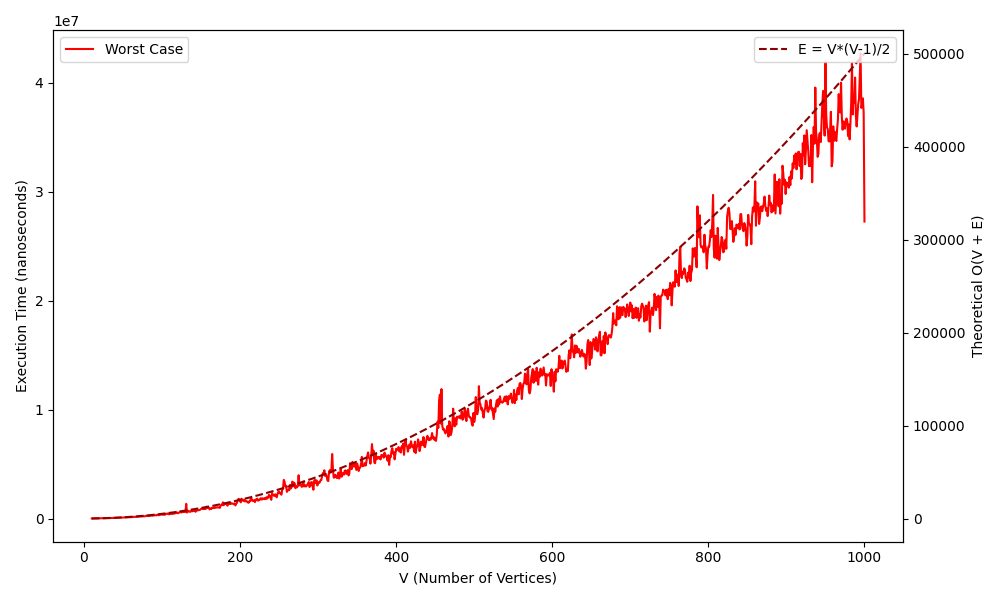 1e7
Worst Case
E = V*(V-1)/2
Execution Time (nanoseconds)
4
3
2
1
0
500000
400000
300000
200000
100000
0
Theoretical O(V + E)
0
200
400
600
800
1000
V (Number of Vertices)